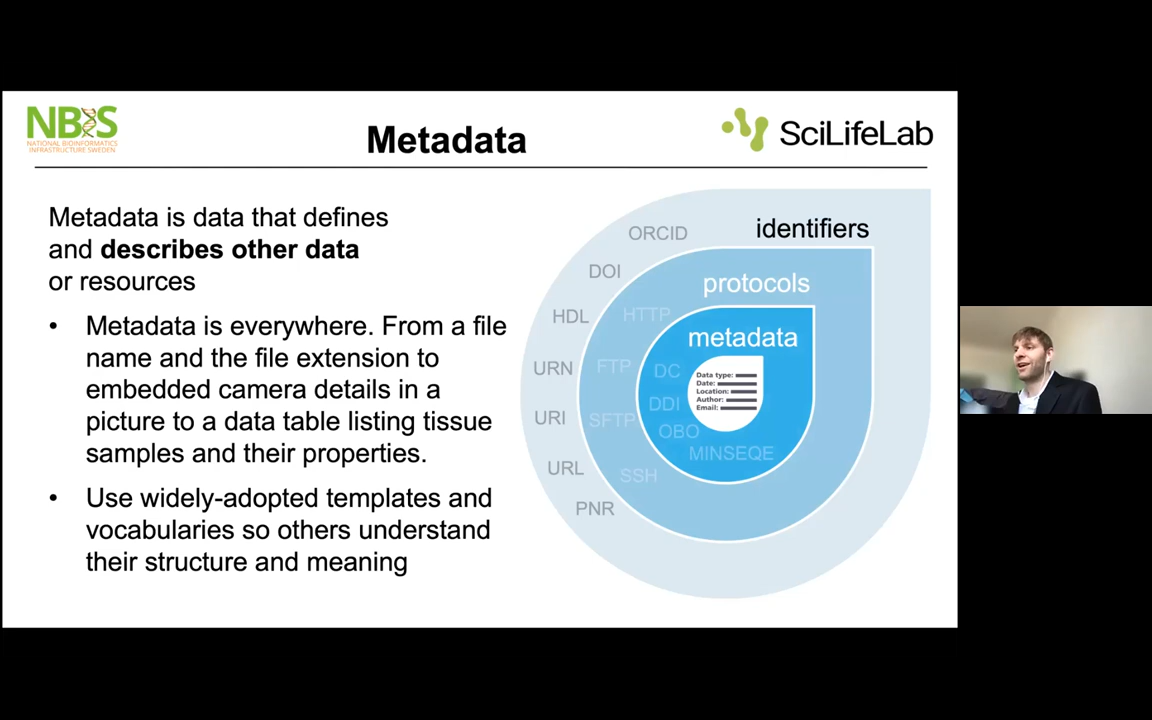 NBIS
NATIONAL BIOINFORMATICS
INFRASTRUCTURE SWEDEN
Metadata
SciLifeLab
Metadata is data that defines
and describes other data
or resources
• Metadata is everywhere. From a file
name and the file extension to
embedded camera details in a
picture to a data table listing tissue
samples and their properties.
• Use widely-adopted templates and
vocabularies so others understand
their structure and meaning
identifiers
ORCID
DOI
HDL
URN
URI
URL
PNR
protocols
HTTP
FTP
SFTP
SSH
metadata
DC
DDI
OBO
MINSEQE
Data type:
Date:
Location:
Author:
Email: